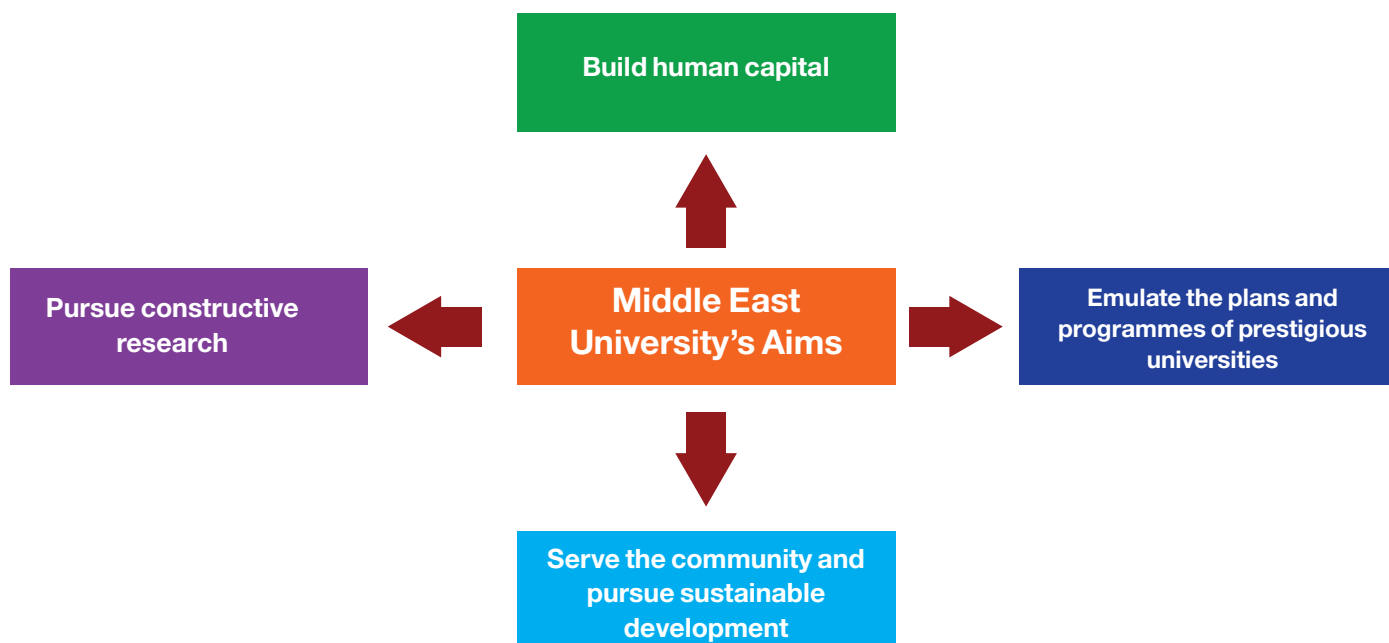 Build human capital
Pursue constructive
research
Middle East
University’s Aims
Emulate the plans and
programmes of prestigious
universities
Serve the community and
pursue sustainable
development